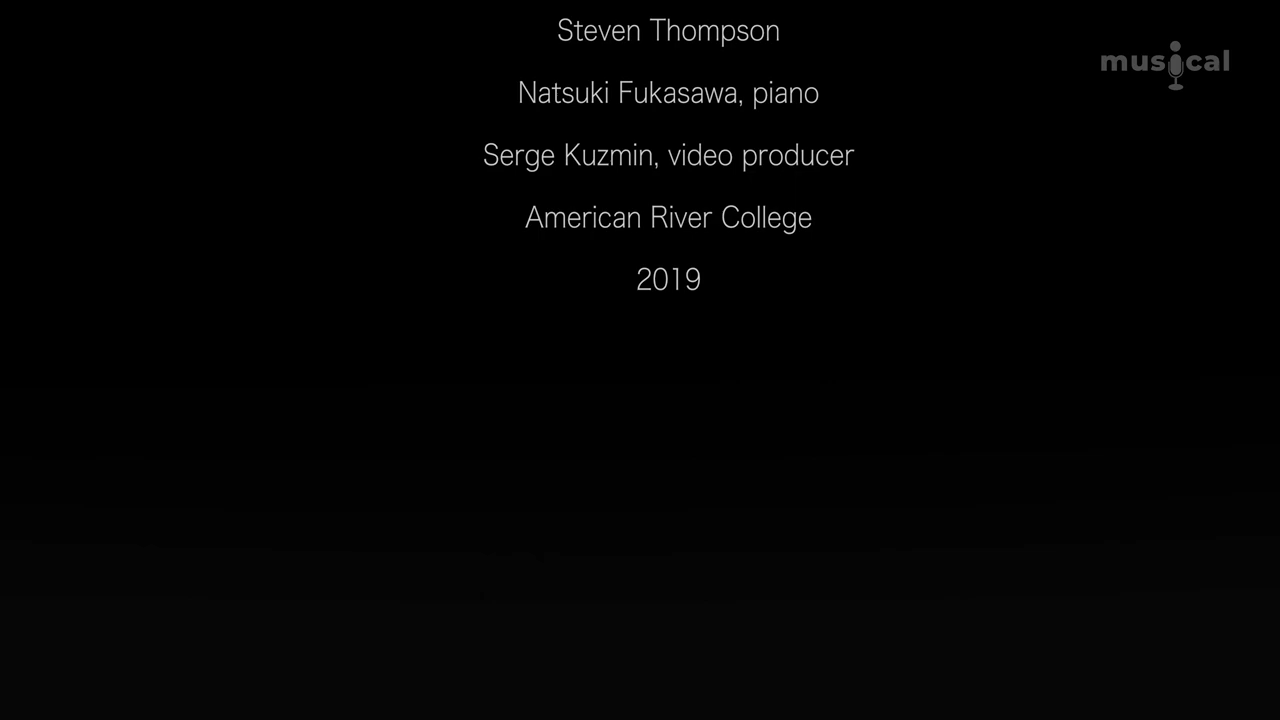 Steven Thompson
musical
Natsuki Fukasawa, piano
Serge Kuzmin, video producer
American River College
2019